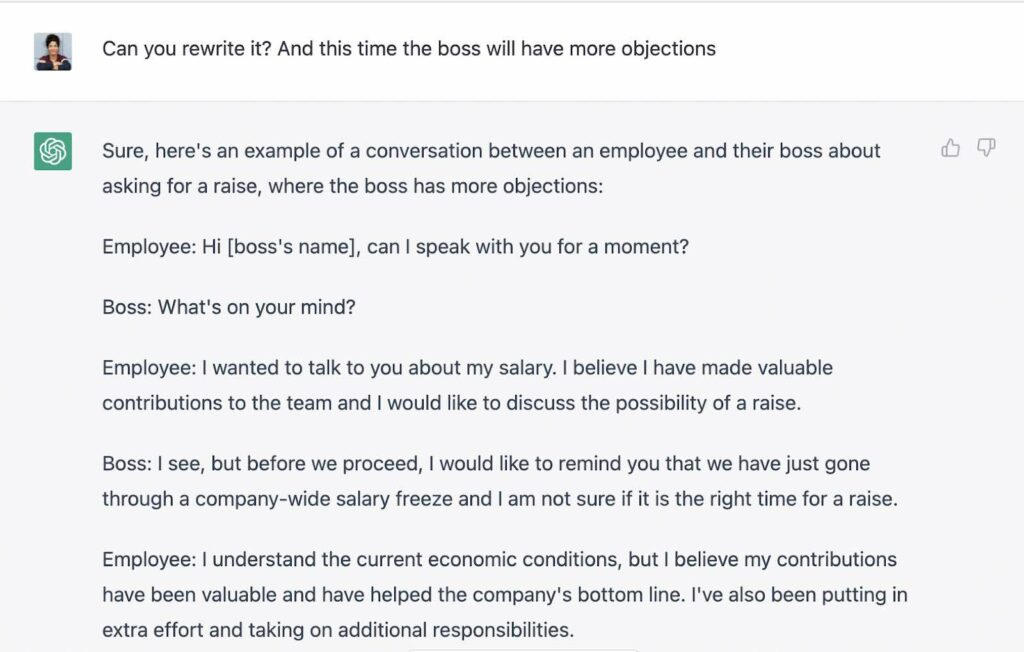 Can you rewrite it? And this time the boss will have more objections
Sure, here's an example of a conversation between an employee and their boss about
asking for a raise, where the boss has more objections:
Employee: Hi [boss's name], can I speak with you for a moment?
Boss: What's on your mind?
Employee: I wanted to talk to you about my salary. I believe I have made valuable
contributions to the team and I would like to discuss the possibility of a raise.
Boss: I see, but before we proceed, I would like to remind you that we have just gone
through a company-wide salary freeze and I am not sure if it is the right time for a raise.
Employee: I understand the current economic conditions, but I believe my contributions
have been valuable and have helped the company's bottom line. I've also been putting in
extra effort and taking on additional responsibilities.